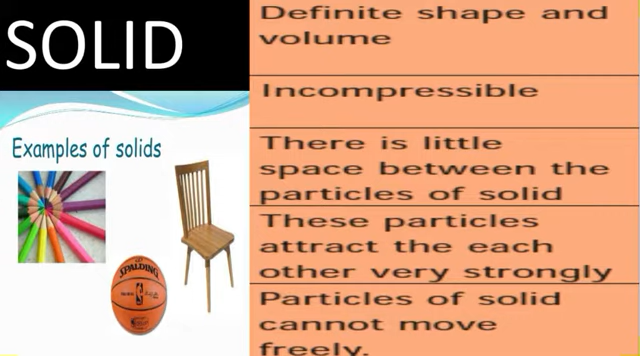 SOLID
Examples of solids
SPALDING
Definite shape and
volume
Incompressible
There is little
space between the
particles of solid
These particles
attract the each
other very strongly
Particles of solid
cannot move
freely.